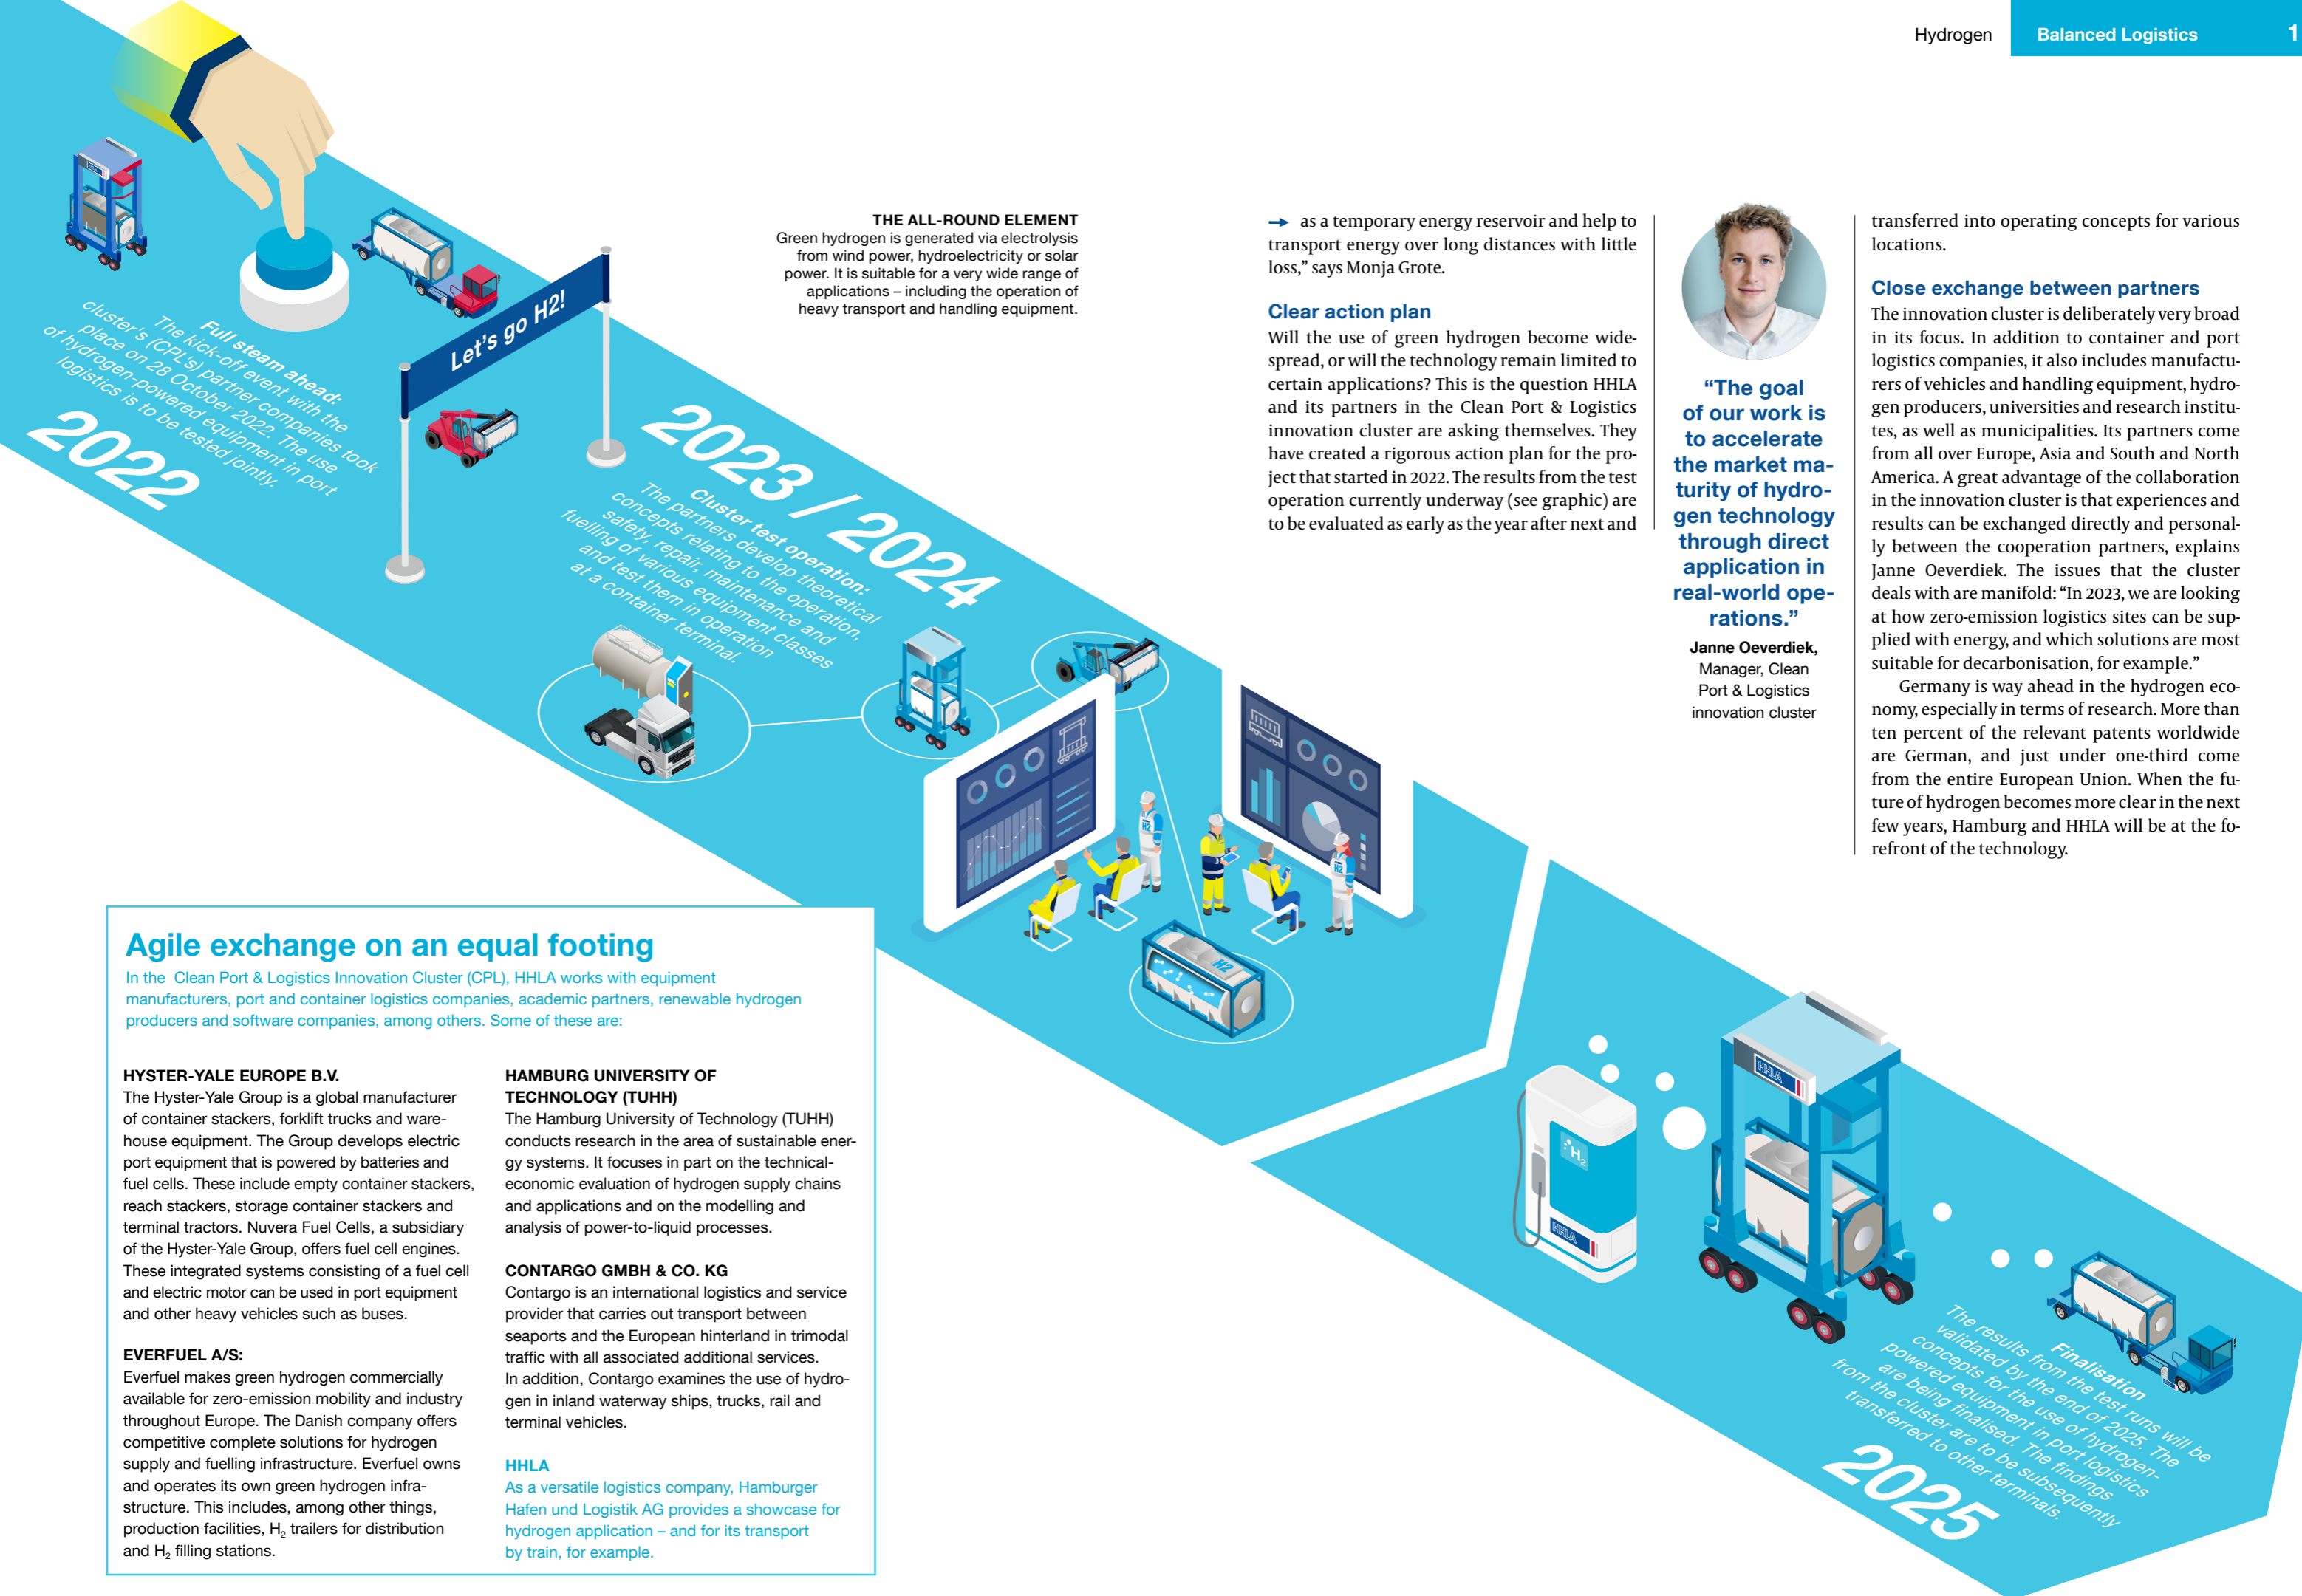 Hydrogen
Balanced Logistics
1
Full steam ahead:
The kick-off event with the
cluster's (CPL's) partner companies took
place on 28 October 2022. The use
of hydrogen-powered equipment in port
logistics is to be tested jointly.
2022
Let's go H2!
2023 / 2024
Cluster test operation:
The partners develop theoretical
concepts relating to the operation,
safety, repair, maintenance and
fuelling of various equipment classes
and test them in operation
at a container terminal.
THE ALL-ROUND ELEMENT
Green hydrogen is generated via electrolysis
from wind power, hydroelectricity or solar
power. It is suitable for a very wide range of
applications – including the operation of
heavy transport and handling equipment.
→ as a temporary energy reservoir and help to
transport energy over long distances with little
loss,” says Monja Grote.
Clear action plan
Will the use of green hydrogen become wide-
spread, or will the technology remain limited to
certain applications? This is the question HHLA
and its partners in the Clean Port & Logistics
innovation cluster are asking themselves. They
have created a rigorous action plan for the pro-
ject that started in 2022. The results from the test
operation currently underway (see graphic) are
to be evaluated as early as the year after next and
“The goal
of our work is
to accelerate
the market ma-
turity of hydro-
gen technology
through direct
application in
real-world ope-
rations.”
Janne Oeverdiek,
Manager, Clean
Port & Logistics
innovation cluster
transferred into operating concepts for various
locations.
Close exchange between partners
The innovation cluster is deliberately very broad
in its focus. In addition to container and port
logistics companies, it also includes manufactu-
rers of vehicles and handling equipment, hydro-
gen producers, universities and research institu-
tes, as well as municipalities. Its partners come
from all over Europe, Asia and South and North
America. A great advantage of the collaboration
in the innovation cluster is that experiences and
results can be exchanged directly and personal-
ly between the cooperation partners, explains
Janne Oeverdiek. The issues that the cluster
deals with are manifold: “In 2023, we are looking
at how zero-emission logistics sites can be sup-
plied with energy, and which solutions are most
suitable for decarbonisation, for example.”
Germany is way ahead in the hydrogen eco-
nomy, especially in terms of research. More than
ten percent of the relevant patents worldwide
are German, and just under one-third come
from the entire European Union. When the fu-
ture of hydrogen becomes more clear in the next
few years, Hamburg and HHLA will be at the fo-
refront of the technology.
H2
H2
H2
Agile exchange on an equal footing
In the Clean Port & Logistics Innovation Cluster (CPL), HHLA works with equipment
manufacturers, port and container logistics companies, academic partners, renewable hydrogen
producers and software companies, among others. Some of these are:
HYSTER-YALE EUROPE B.V.
The Hyster-Yale Group is a global manufacturer
of container stackers, forklift trucks and ware-
house equipment. The Group develops electric
port equipment that is powered by batteries and
fuel cells. These include empty container stackers,
reach stackers, storage container stackers and
terminal tractors. Nuvera Fuel Cells, a subsidiary
of the Hyster-Yale Group, offers fuel cell engines.
These integrated systems consisting of a fuel cell
and electric motor can be used in port equipment
and other heavy vehicles such as buses.
EVERFUEL A/S:
Everfuel makes green hydrogen commercially
available for zero-emission mobility and industry
throughout Europe. The Danish company offers
competitive complete solutions for hydrogen
supply and fuelling infrastructure. Everfuel owns
and operates its own green hydrogen infra-
structure. This includes, among other things,
production facilities, H₂ trailers for distribution
and H₂ filling stations.
HAMBURG UNIVERSITY OF
TECHNOLOGY (TUHH)
The Hamburg University of Technology (TUHH)
conducts research in the area of sustainable ener-
gy systems. It focuses in part on the technical-
economic evaluation of hydrogen supply chains
and applications and on the modelling and
analysis of power-to-liquid processes.
CONTARGO GMBH & CO. KG
Contargo is an international logistics and service
provider that carries out transport between
seaports and the European hinterland in trimodal
traffic with all associated additional services.
In addition, Contargo examines the use of hydro-
gen in inland waterway ships, trucks, rail and
terminal vehicles.
HHLA
As a versatile logistics company, Hamburger
Hafen und Logistik AG provides a showcase for
hydrogen application – and for its transport
by train, for example.
H₂
HHLA
HHLA
Finalisation
The results from the test runs will be
validated by the end of 2025. The
concepts for the use of hydrogen-
powered equipment in port logistics
are being finalised. The findings
from the cluster are to be subsequently
transferred to other terminals.
2025